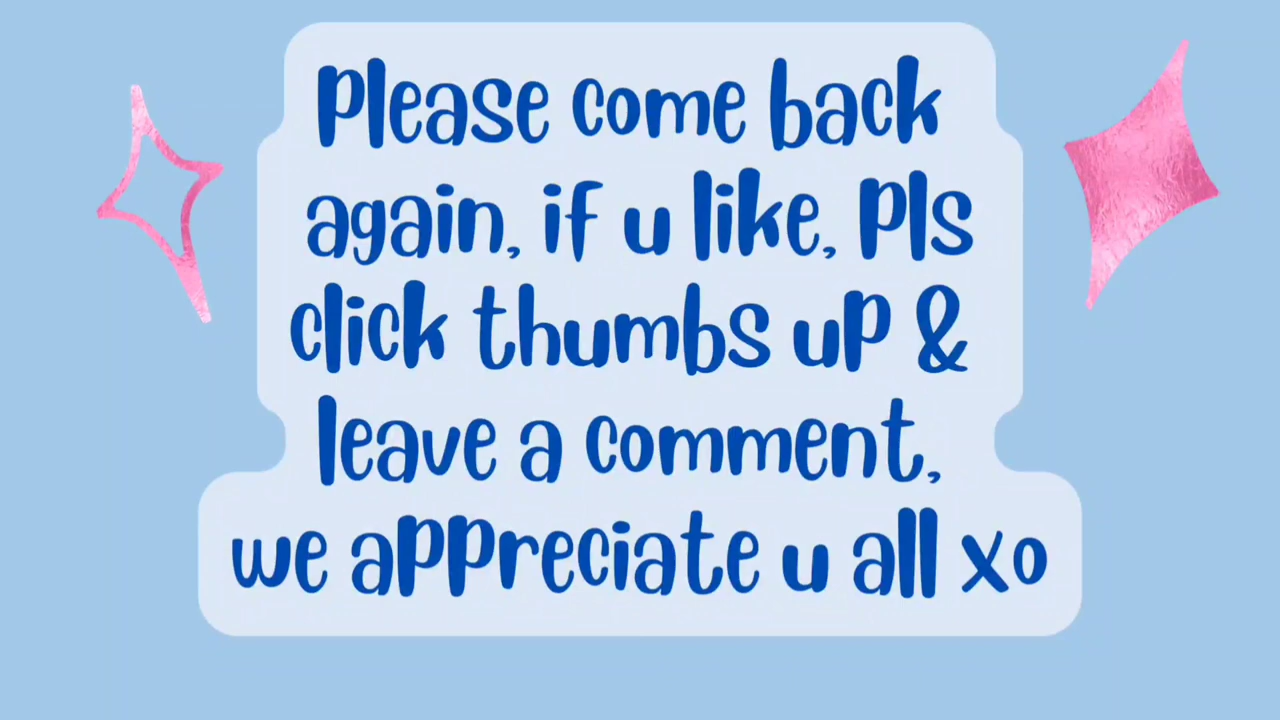 Please come back
again, if u like, pls
click thumbs up &
leave a comment,
we appreciate u all xo